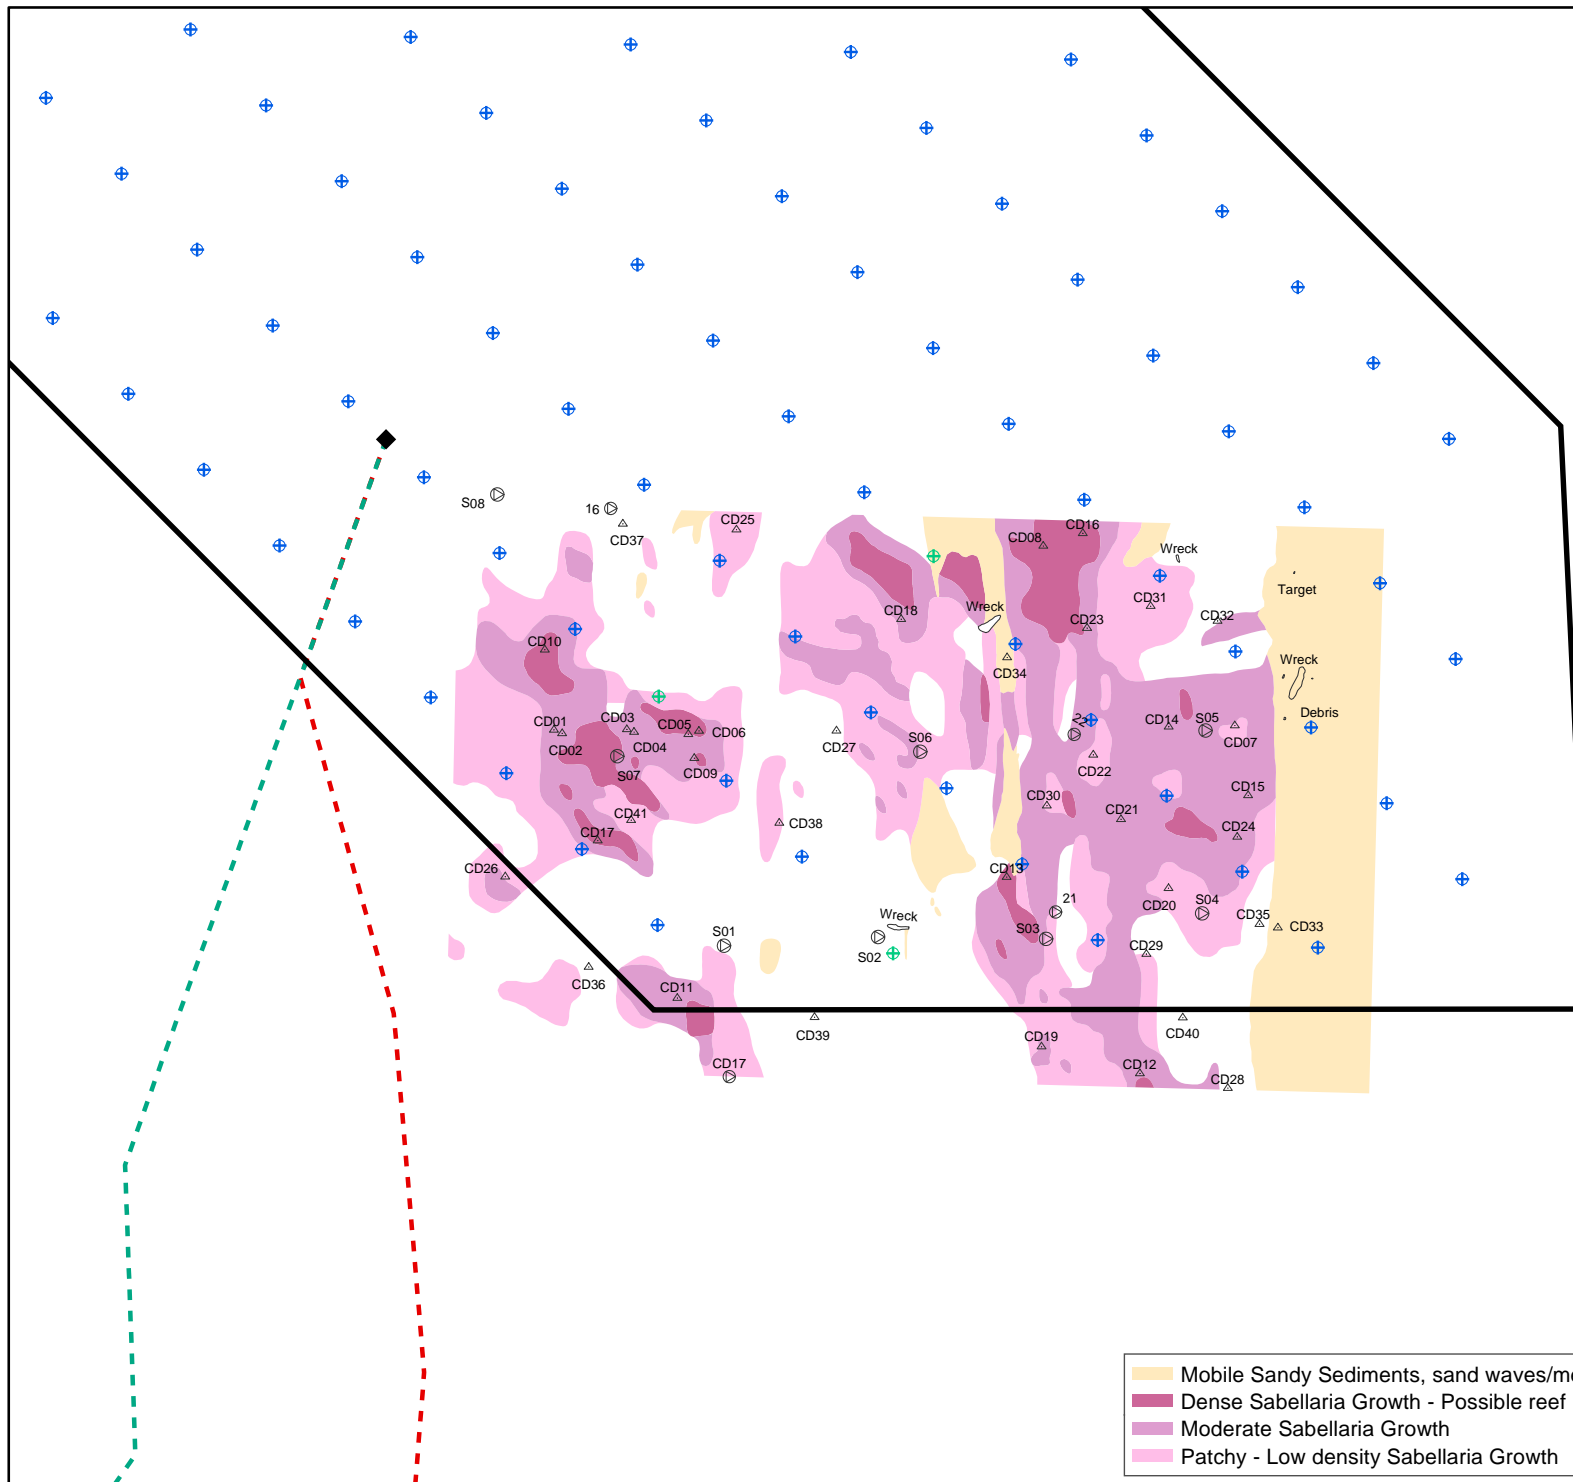 S08
16
CD37
CD25
CD08
CD16
Wreck
Target
CD31
CD18
Wreck
CD32
CD23
CD10
CD34
Wreck
CD01
CD03
CD05
CD06
CD02
CD04
CD27
S06
22
CD14
S05
Debris
CD07
S07
CD09
CD22
CD30
CD15
CD41
CD38
CD21
CD17
CD24
CD26
CD13
21
CD20
S04
Wreck
CD35
CD33
S01
S02
S03
CD29
CD36
CD11
CD39
CD19
CD40
CD17
CD12
CD28
Mobile Sandy Sediments, sand waves/me
Dense Sabellaria Growth - Possible reef
Moderate Sabellaria Growth
Patchy - Low density Sabellaria Growth